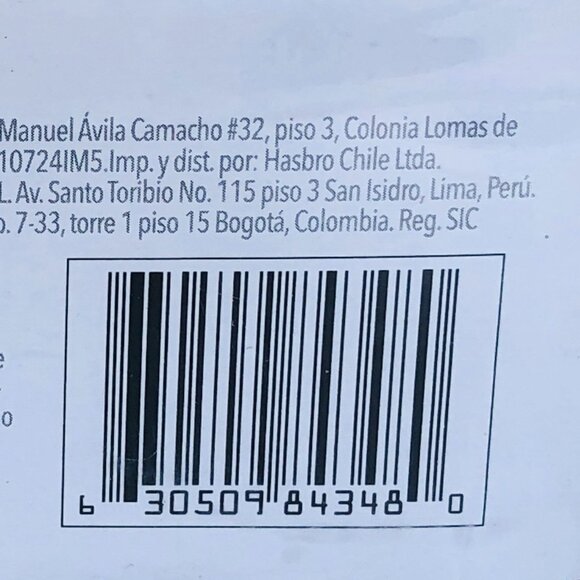 Manuel Ávila Camacho #32, piso 3, Colonia Lomas de
10724IM5.Imp. y dist. por: Hasbro Chile Ltda.
L. Av. Santo Toribio No. 115 piso 3 San Isidro, Lima, Perú.
o. 7-33, torre 1 piso 15 Bogotá, Colombia. Reg. SIC
e
o
6 30509 84348 0